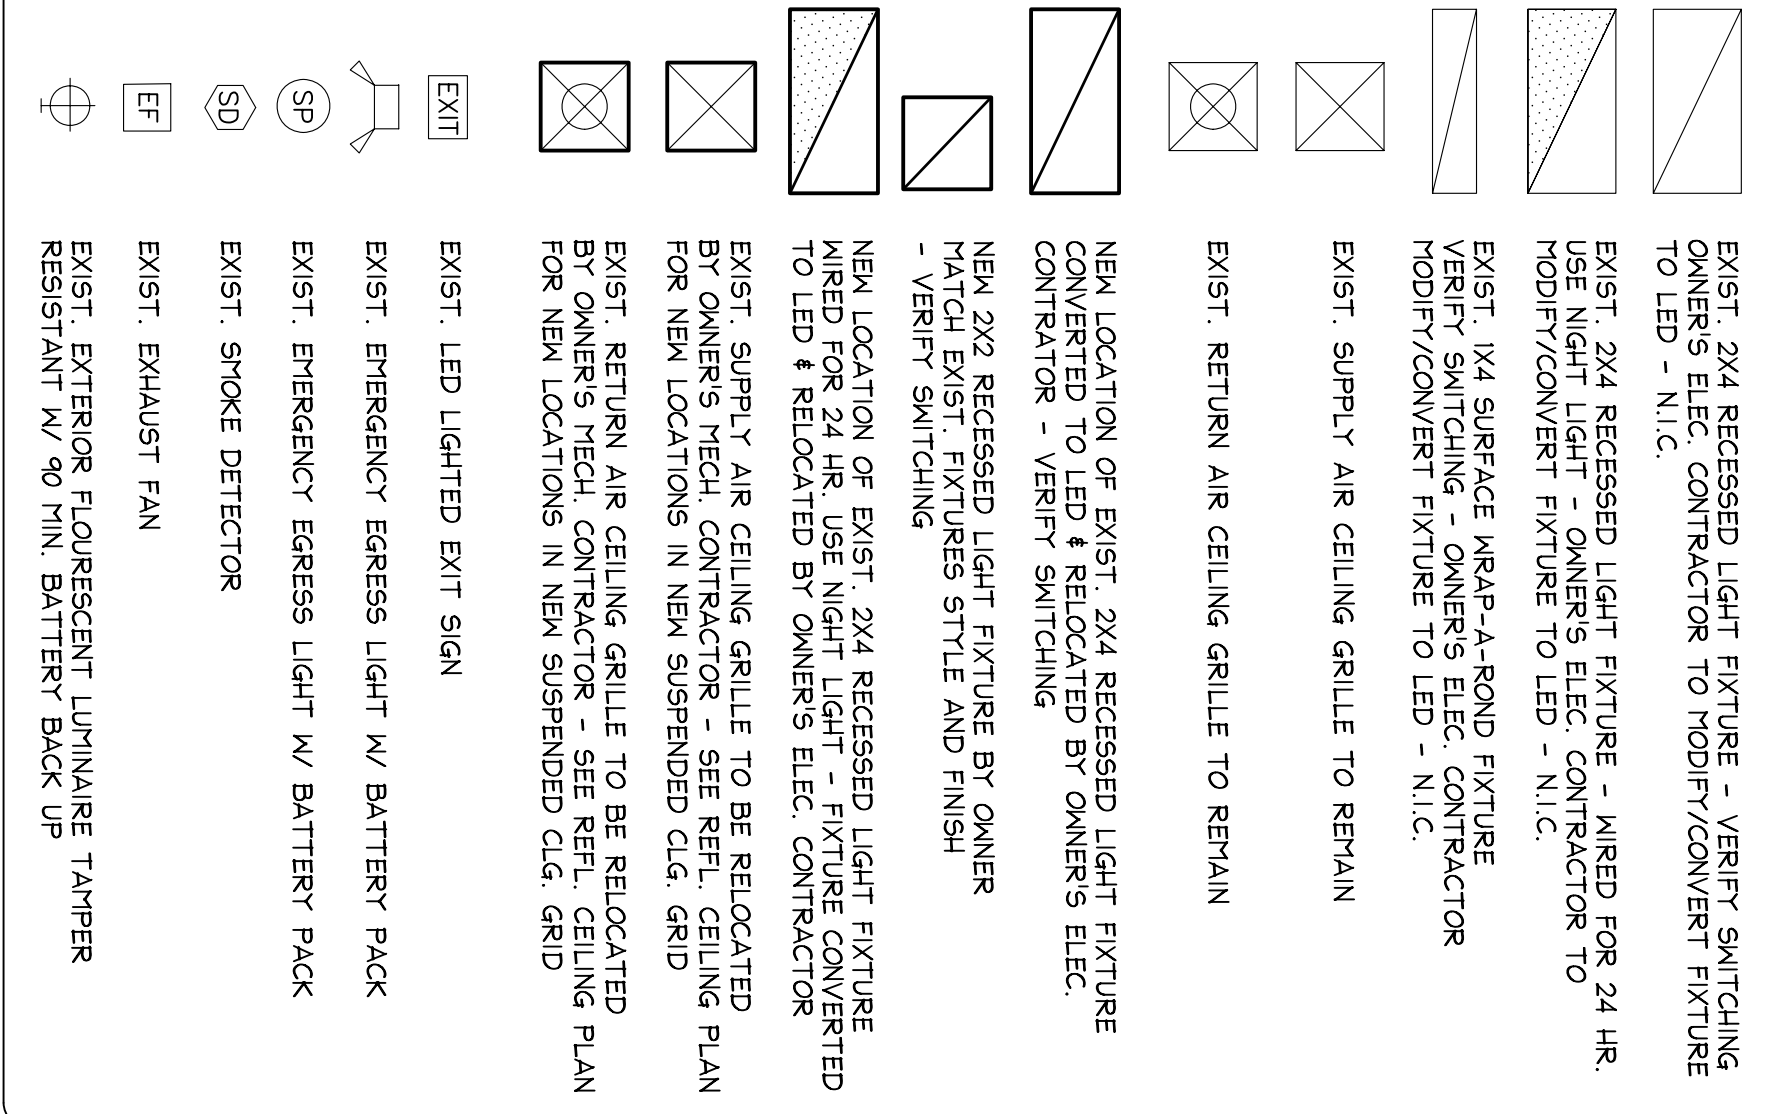 EXIST. 2X4 RECESSED LIGHT FIXTURE - VERIFY SWITCHING
OWNER'S ELEC. CONTRACTOR TO MODIFY/CONVERT FIXTURE
TO LED - N.I.C.
EXIST. 2X4 RECESSED LIGHT FIXTURE - WIRED FOR 24 HR.
USE NIGHT LIGHT - OWNER'S ELEC. CONTRACTOR TO
MODIFY/CONVERT FIXTURE TO LED - N.I.C.
EXIST. 1X4 SURFACE WRAP-A-ROND FIXTURE
VERIFY SWITCHING - OWNER'S ELEC. CONTRACTOR
MODIFY/CONVERT FIXTURE TO LED - N.I.C.
EXIST. SUPPLY AIR CEILING GRILLE TO REMAIN
EXIST. RETURN AIR CEILING GRILLE TO REMAIN
NEW LOCATION OF EXIST. 2X4 RECESSED LIGHT FIXTURE
CONVERTED TO LED & RELOCATED BY OWNER'S ELEC.
CONTRATOR - VERIFY SWITCHING
NEW 2X2 RECESSED LIGHT FIXTURE BY OWNER
MATCH EXIST. FIXTURES STYLE AND FINISH
- VERIFY SWITCHING
NEW LOCATION OF EXIST. 2X4 RECESSED LIGHT FIXTURE
WIRED FOR 24 HR. USE NIGHT LIGHT - FIXTURE CONVERTED
TO LED & RELOCATED BY OWNER'S ELEC. CONTRACTOR
EXIST. SUPPLY AIR CEILING GRILLE TO BE RELOCATED
BY OWNER'S MECH. CONTRACTOR - SEE REFL. CEILING PLAN
FOR NEW LOCATIONS IN NEW SUSPENDED CLG. GRID
EXIST. RETURN AIR CEILING GRILLE TO BE RELOCATED
BY OWNER'S MECH. CONTRACTOR - SEE REFL. CEILING PLAN
FOR NEW LOCATIONS IN NEW SUSPENDED CLG. GRID
EXIT EXIST. LED LIGHTED EXIT SIGN
EXIST. EMERGENCY EGRESS LIGHT W/ BATTERY PACK
SP EXIST. EMERGENCY EGRESS LIGHT W/ BATTERY PACK
SD EXIST. SMOKE DETECTOR
EF EXIST. EXHAUST FAN
EXIST. EXTERIOR FLOURESCENT LUMINAIRE TAMPER
RESISTANT W/ 90 MIN. BATTERY BACK UP